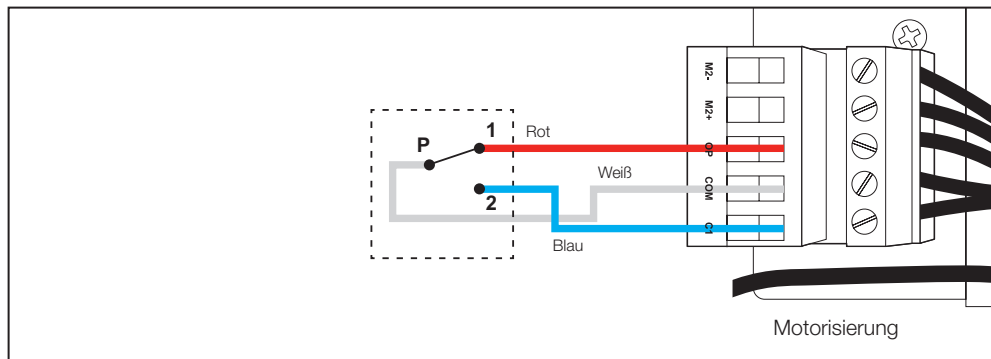 M2-
M2+
1
Rot
OP
P
Weiß
COM
2
C1
Blau
Motorisierung